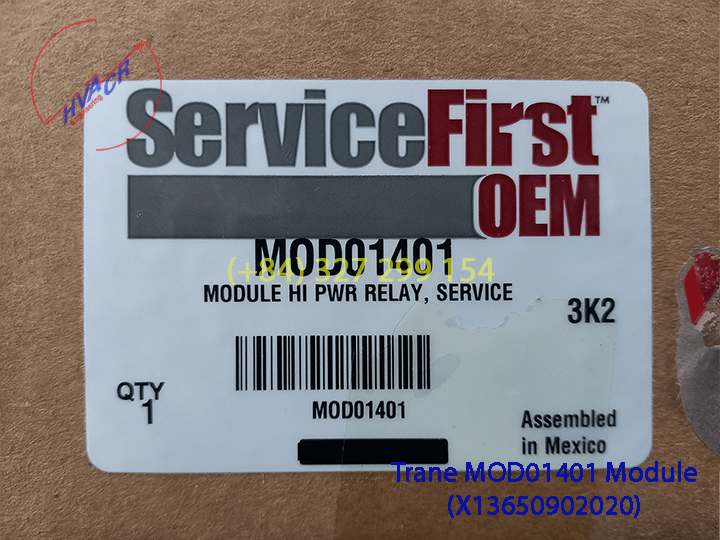 HVACR
Engineering
ServiceFirst™
OEM
MOD01401
(+84) 327 299 154
MODULE HI PWR RELAY, SERVICE
3K2
QTY
1
MOD01401
Assembled
in Mexico
Trane MOD01401 Module
(X13650902020)